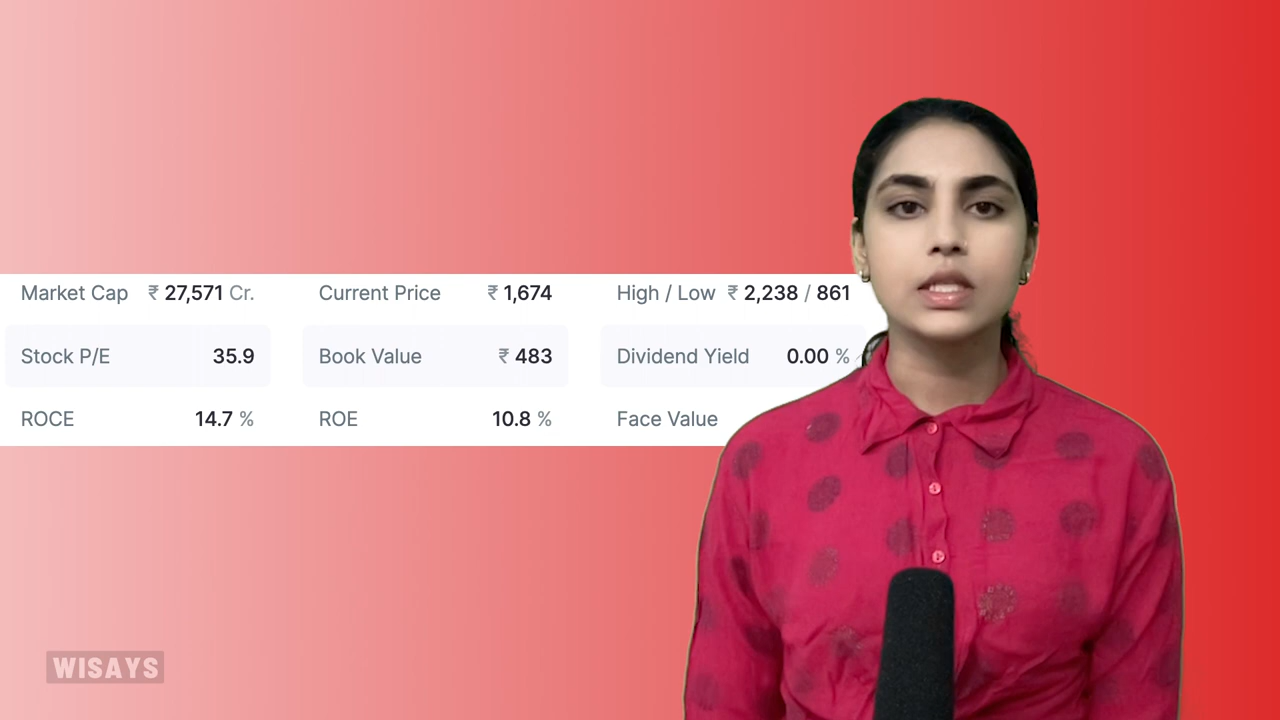 Market Cap ₹ 27,571 Cr. Current Price ₹ 1,674 High / Low ₹ 2,238 / 861
Stock P/E 35.9 Book Value ₹ 483 Dividend Yield 0.00 %
ROCE 14.7 % ROE 10.8 % Face Value
WISAYS